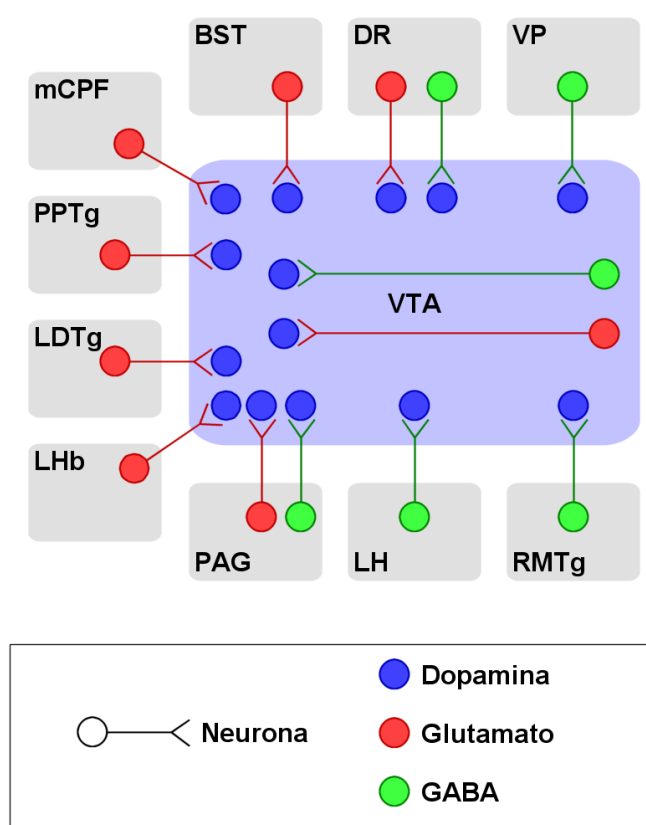 BST
DR
VP
mCPF
PPTg
LDTg
LHb
VTA
PAG
LH
RMTg
Neurona
Dopamina
Glutamato
GABA